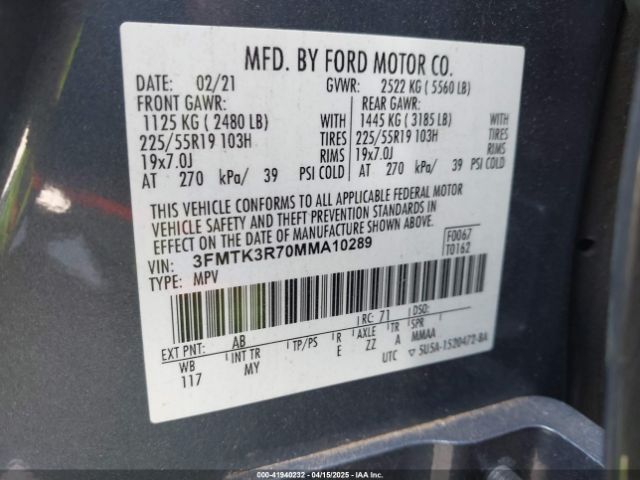 MFD. BY FORD MOTOR CO.
DATE: 02/21 GVWR: 2522 KG ( 5560 LB)
FRONT GAWR: REAR GAWR:
1125 KG ( 2480 LB) WITH 1445 KG ( 3185 LB) WITH
225/55R19 103H TIRES 225/55R19 103H TIRES
19x7.0J RIMS 19x7.0J RIMS
AT 270 kPa/ 39 PSI COLD AT 270 kPa/ 39 PSI COLD
THIS VEHICLE CONFORMS TO ALL APPLICABLE FEDERAL MOTOR
VEHICLE SAFETY AND THEFT PREVENTION STANDARDS IN
EFFECT ON THE DATE OF MANUFACTURE SHOWN ABOVE.
VIN: 3FMTK3R70MMA10289 F0067
TYPE: MPV T0162
EXT PNT: AB RC: 71 DSO:
WB INT TR TP/PS R AXLE TR SPR
117 MY E ZZ A MMAA
UTC 5U5A-1520472-BA
000-41940232 - 04/15/2025 - IAA Inc.